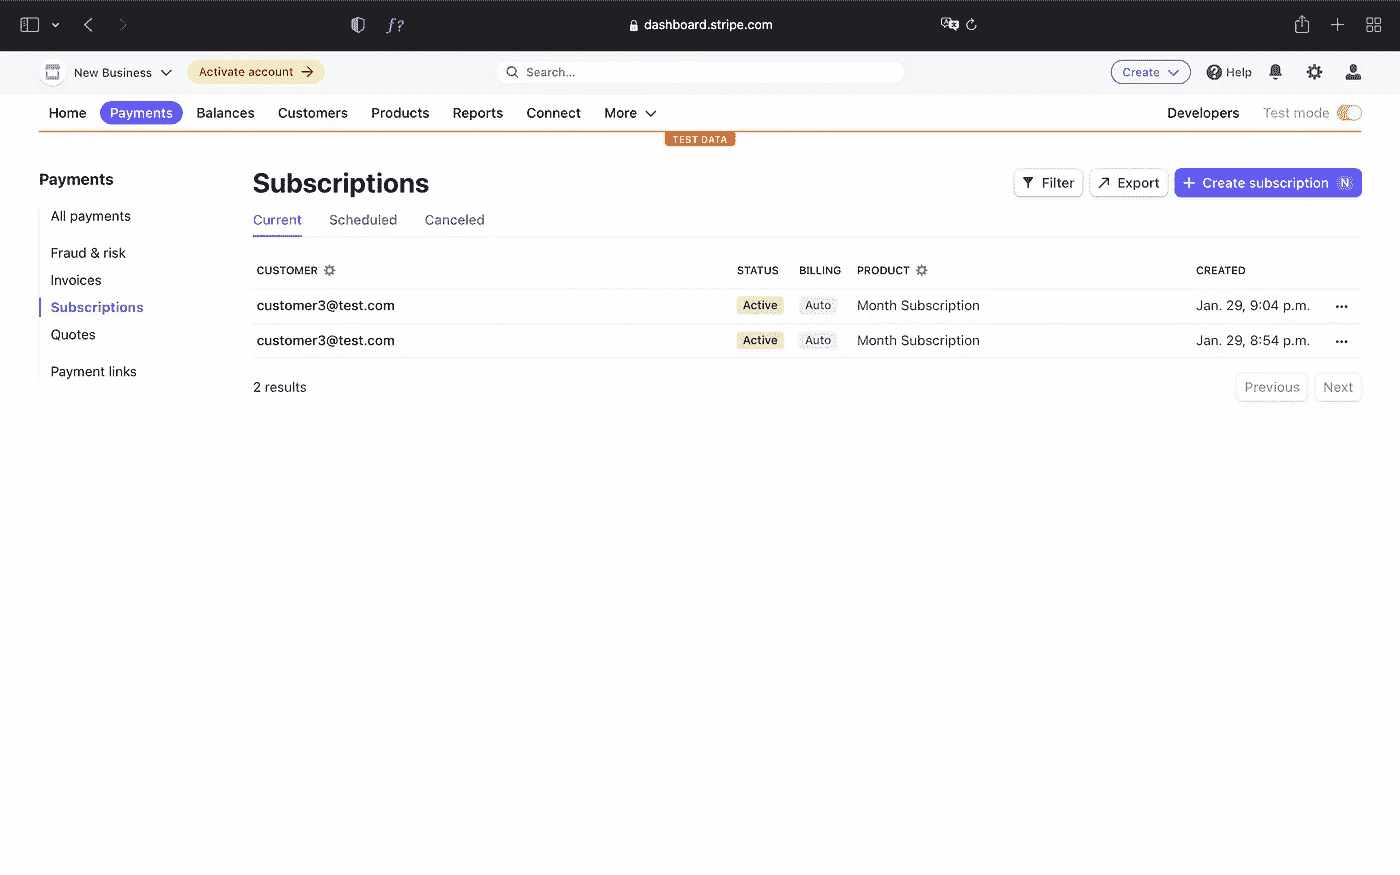 dashboard.stripe.com
New Business Activate account → Search... Create Help
Home Payments Balances Customers Products Reports Connect More Developers Test mode
TEST DATA
Payments
All payments
Fraud & risk
Invoices
Subscriptions
Quotes
Payment links
Subscriptions
Filter Export + Create subscription N
Current Scheduled Canceled
CUSTOMER STATUS BILLING PRODUCT CREATED
customer3@test.com Active Auto Month Subscription Jan. 29, 9:04 p.m. •••
customer3@test.com Active Auto Month Subscription Jan. 29, 8:54 p.m. •••
2 results Previous Next